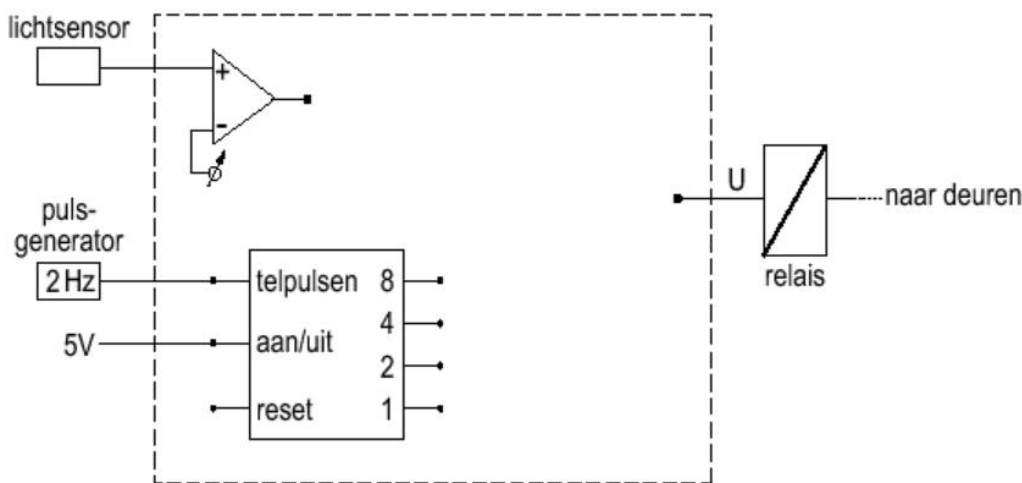 lichtsensor
+
-
puls-
generator
2 Hz
5V
telpulsen 8
4
aan/uit
2
reset 1
U
naar deuren
relais